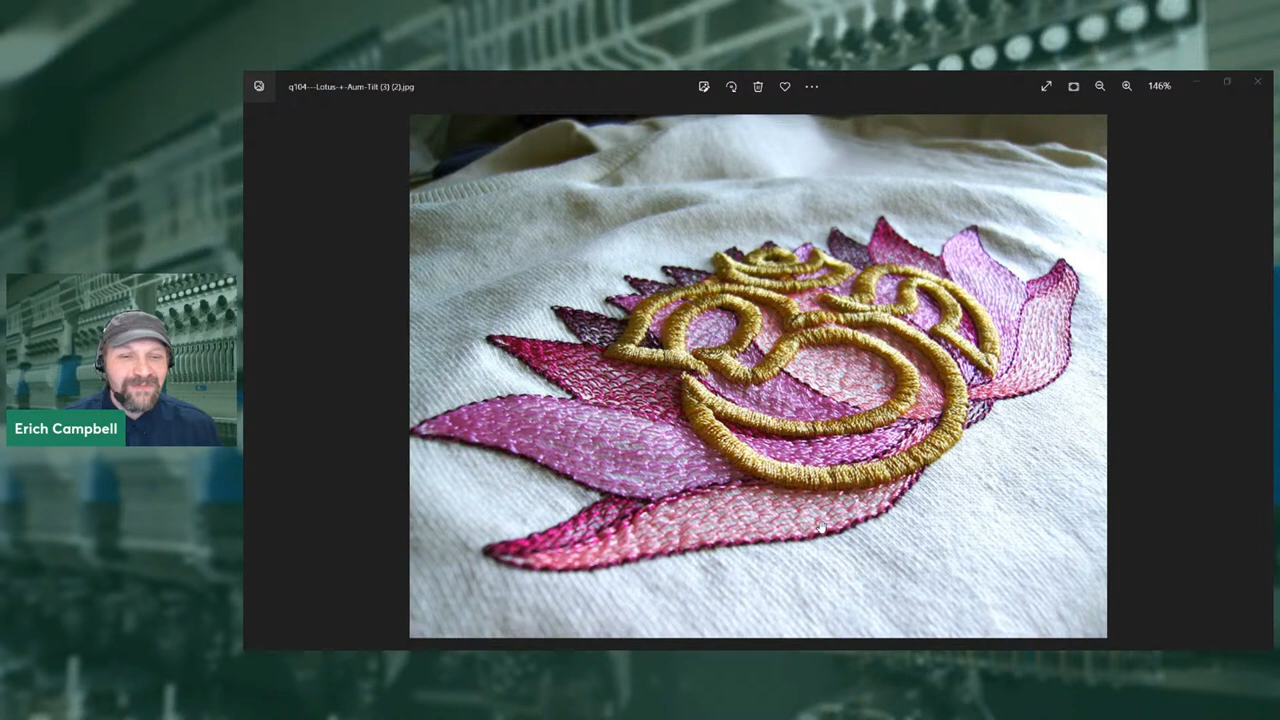 q104---Lotus-+-Aum-Tilt (3) (2).jpg
146%
Erich Campbell